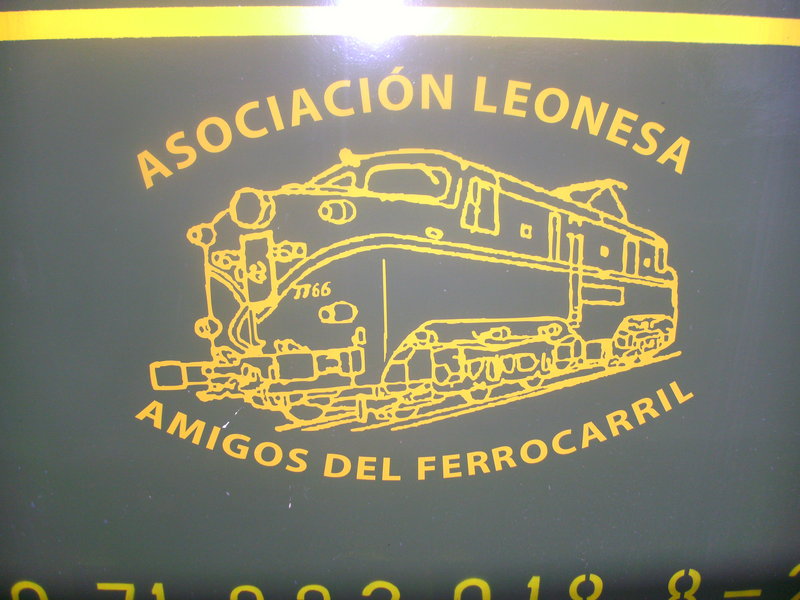 ASOCIACIÓN LEONESA
7766
AMIGOS DEL FERROCARRIL